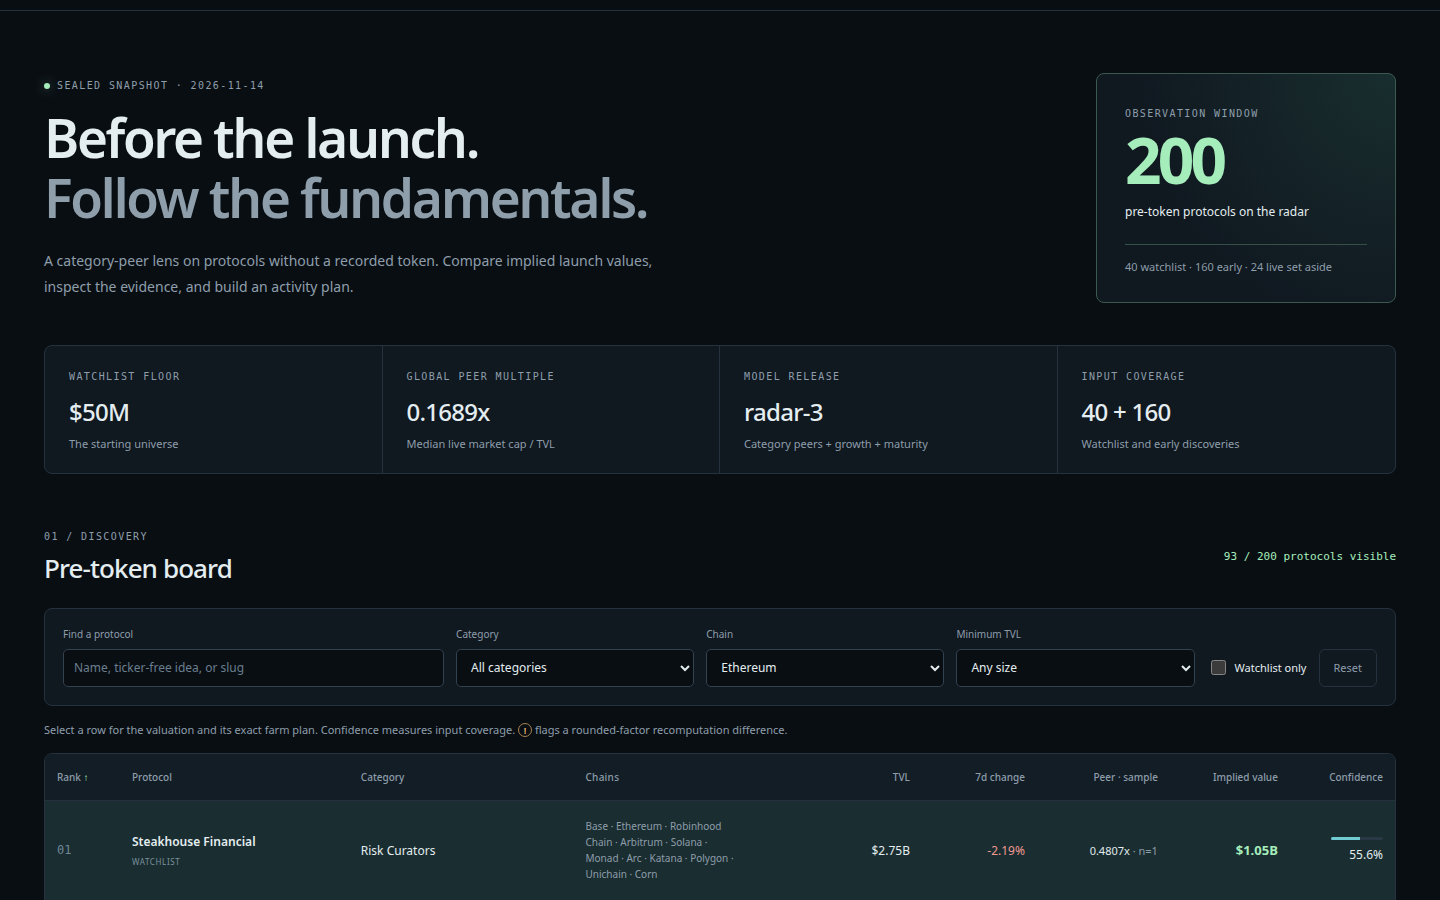 SEALED SNAPSHOT · 2026-11-14
Before the launch.
Follow the fundamentals.
A category-peer lens on protocols without a recorded token. Compare implied launch values,
inspect the evidence, and build an activity plan.
OBSERVATION WINDOW
200
pre-token protocols on the radar
40 watchlist · 160 early · 24 live set aside
WATCHLIST FLOOR
$50M
The starting universe
GLOBAL PEER MULTIPLE
0.1689x
Median live market cap / TVL
MODEL RELEASE
radar-3
Category peers + growth + maturity
INPUT COVERAGE
40 + 160
Watchlist and early discoveries
01 / DISCOVERY
Pre-token board
93 / 200 protocols visible
Find a protocol
Name, ticker-free idea, or slug
Category
All categories
Chain
Ethereum
Minimum TVL
Any size
Watchlist only
Reset
Select a row for the valuation and its exact farm plan. Confidence measures input coverage. ! flags a rounded-factor recomputation difference.
Rank ↑ Protocol Category Chains TVL 7d change Peer · sample Implied value Confidence
01
Steakhouse Financial
WATCHLIST
Risk Curators
Base · Ethereum · Robinhood
Chain · Arbitrum · Solana ·
Monad · Arc · Katana · Polygon ·
Unichain · Corn
$2.75B
-2.19%
0.4807x · n=1
$1.05B
55.6%